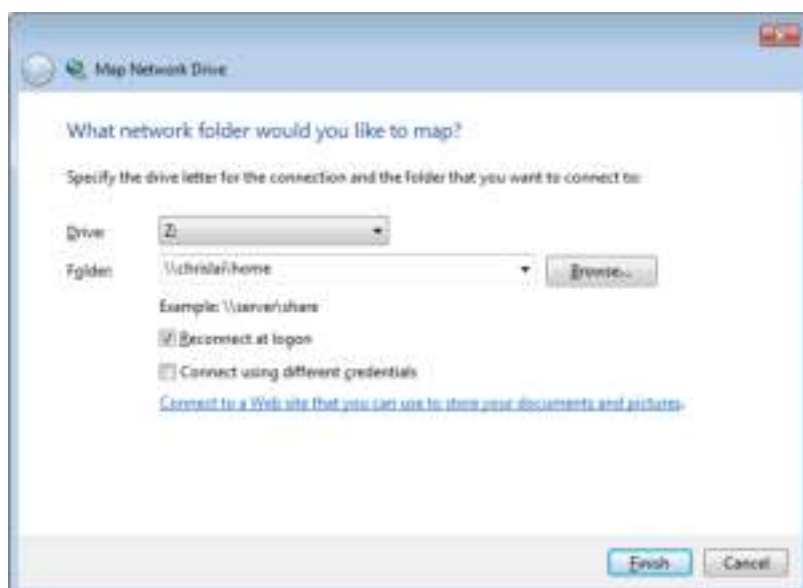 Map Network Drive
What network folder would you like to map?
Specify the drive letter for the connection and the folder that you want to connect to:
Drive: Z:
Folder: \\chrislai\home Browse...
Example: \\server\share
Reconnect at logon
Connect using different credentials
Connect to a Web site that you can use to store your documents and pictures.
Finish Cancel